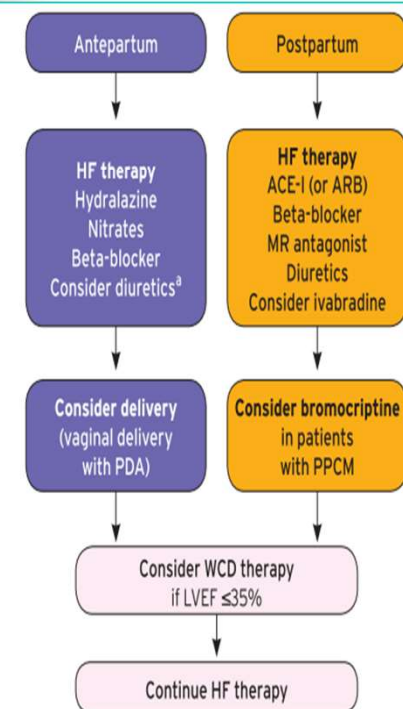 Antepartum
Postpartum
HF therapy
Hydralazine
Nitrates
Beta-blocker
Consider diureticsᵃ
HF therapy
ACE-I (or ARB)
Beta-blocker
MR antagonist
Diuretics
Consider ivabradine
Consider delivery
(vaginal delivery
with PDA)
Consider bromocriptine
in patients
with PPCM
Consider WCD therapy
if LVEF ≤35%
Continue HF therapy